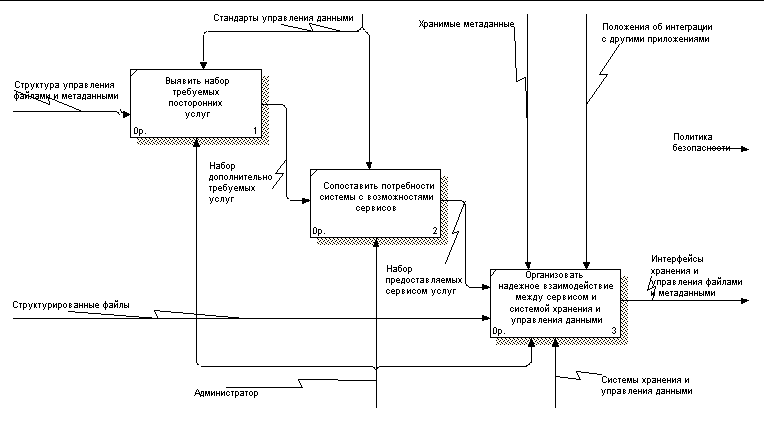 Стандарты управления данными
Хранимые метаданные
Положения об интеграции
с другими приложениями
Структура управления
файлами и метаданными
Выявить набор
требуемых
посторонних
услуг
0р.
1
Политика
безопасности
Набор
дополнительно
требуемых
услуг
Сопоставить потребности
системы с возможностями
сервисов
0р.
2
Набор
предоставляемых
сервисом услуг
Интерфейсы
хранения и
управления файлами
и метаданными
Организовать
надежное взаимодействие
между сервисом и
системой хранения и
управления данными
0р.
3
Структурированные файлы
Администратор
Системы хранения и
управления данными